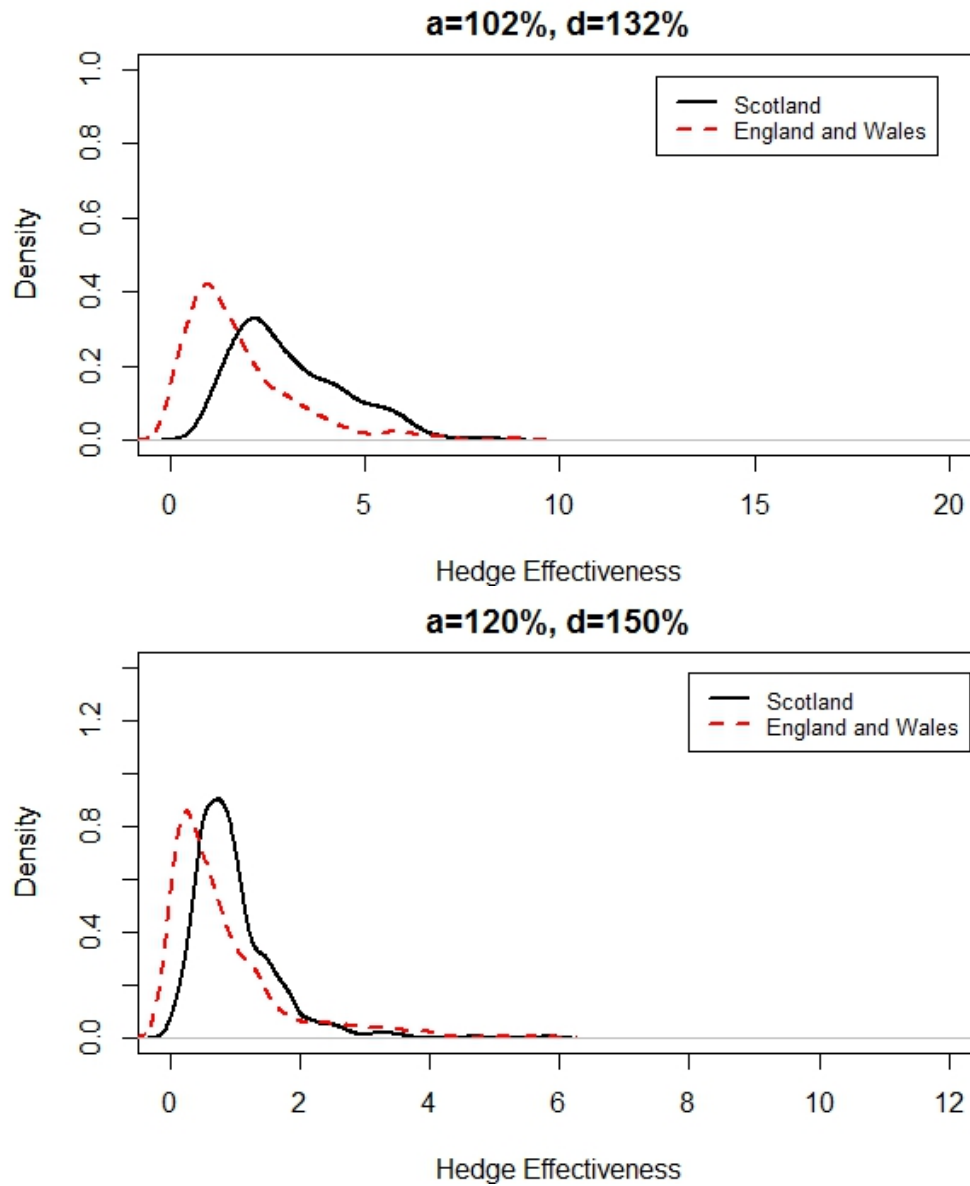 a=102%, d=132%
Density
1.0
0.8
0.6
0.4
0.2
0.0
Scotland
England and Wales
0 5 10 15 20
Hedge Effectiveness
a=120%, d=150%
Density
1.2
0.8
0.4
0.0
Scotland
England and Wales
0 2 4 6 8 10 12
Hedge Effectiveness